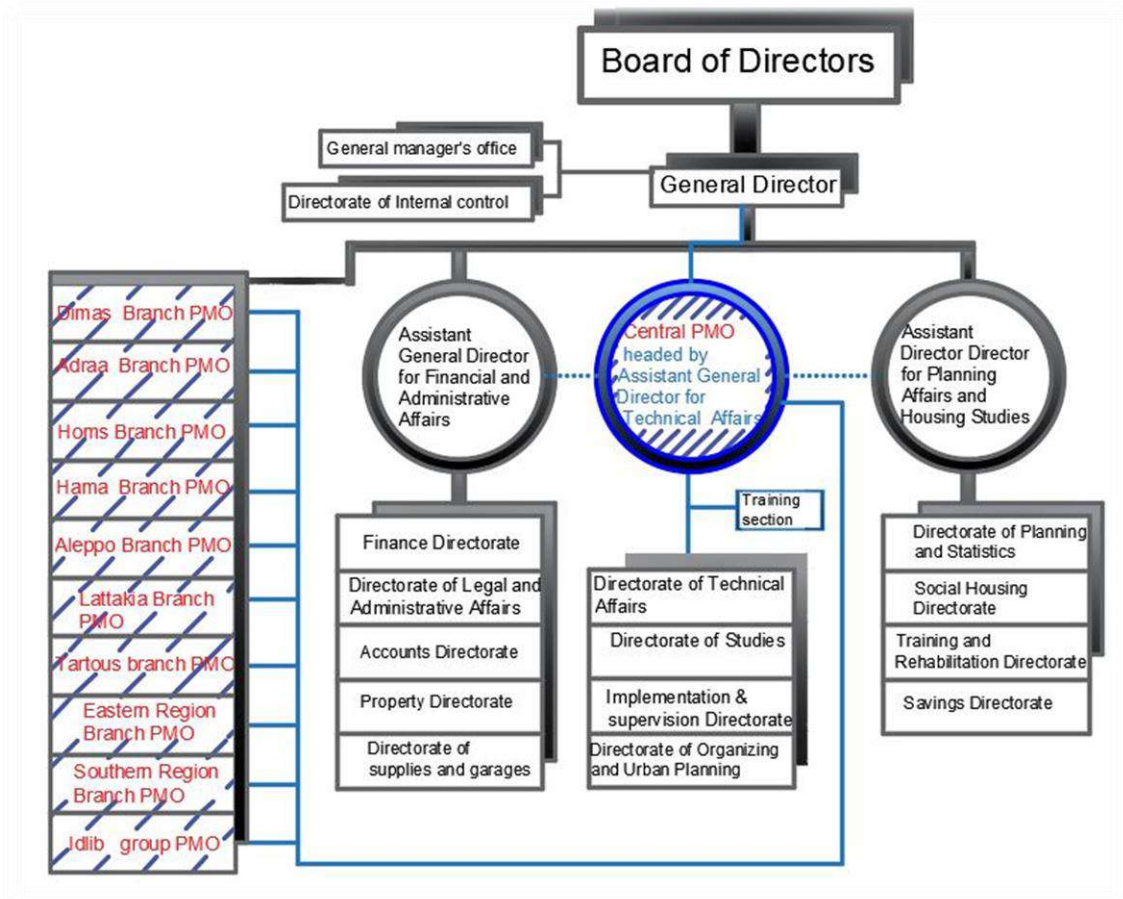 Board of Directors
General manager's office
General Director
Directorate of Internal control
Dimas Branch PMO
Adraa Branch PMO
Homs Branch PMO
Hama Branch PMO
Aleppo Branch PMO
Lattakia Branch
PMO
Tartous branch PMO
Eastern Region
Branch PMO
Southern Region
Branch PMO
Idlib group PMO
Assistant
General Director
for Financial and
Administrative
Affairs
Central PMO
headed by
Assistant General
Director for
Technical Affairs
Assistant
Director Director
for Planning
Affairs and
Housing Studies
Training
section
Finance Directorate
Directorate of Legal and
Administrative Affairs
Accounts Directorate
Property Directorate
Directorate of
supplies and garages
Directorate of Technical
Affairs
Directorate of Studies
Implementation &
supervision Directorate
Directorate of Organizing
and Urban Planning
Directorate of Planning
and Statistics
Social Housing
Directorate
Training and
Rehabilitation Directorate
Savings Directorate